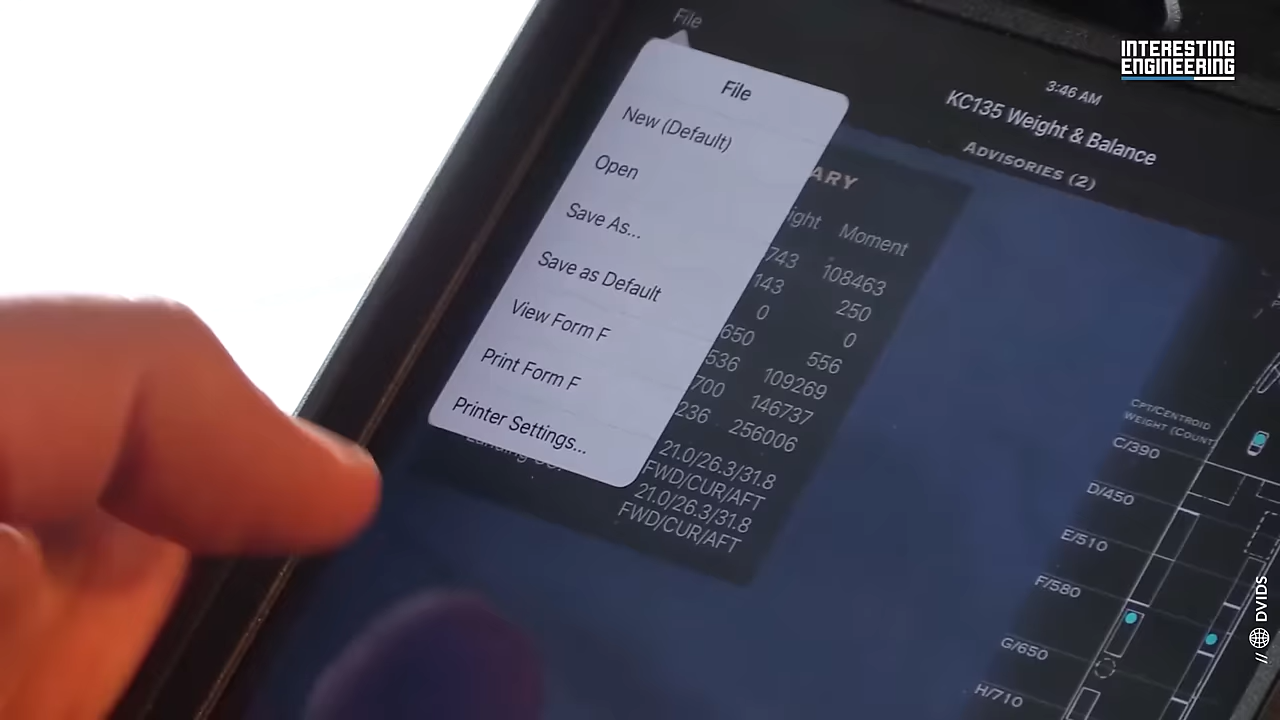 File
INTERESTING
ENGINEERING
3:46 AM
KC135 Weight & Balance
ADVISORIES (2)
File
New (Default)
Open
Save As...
Save as Default
View Form F
Print Form F
Printer Settings...
ARY
ight Moment
743 108463
143 250
0 0
650 556
536 109269
700 146737
236 256006
21.0/26.3/31.8
FWD/CUR/AFT
21.0/26.3/31.8
FWD/CUR/AFT
CPT/CENTROID
WEIGHT (COUNT
C/390
D/450
E/510
F/580
G/650
H/710
// DVIDS